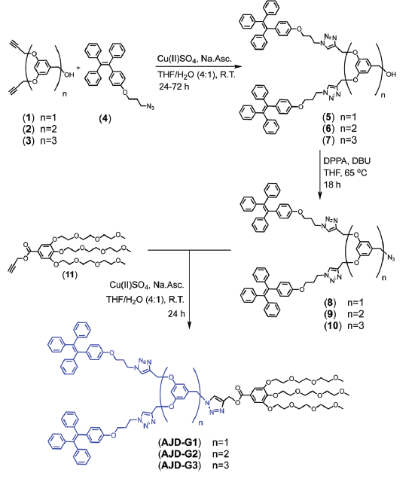 OH
n
+
O
N3
(1) n=1
(2) n=2
(3) n=3
(4)
Cu(II)SO4, Na.Asc.
THF/H2O (4:1), R.T.
24-72 h
(5) n=1
(6) n=2
(7) n=3
DPPA, DBU
THF, 65 ºC
18 h
(8) n=1
(9) n=2
(10) n=3
(11)
Cu(II)SO4, Na.Asc.
THF/H2O (4:1), R.T.
24 h
(AJD-G1) n=1
(AJD-G2) n=2
(AJD-G3) n=3